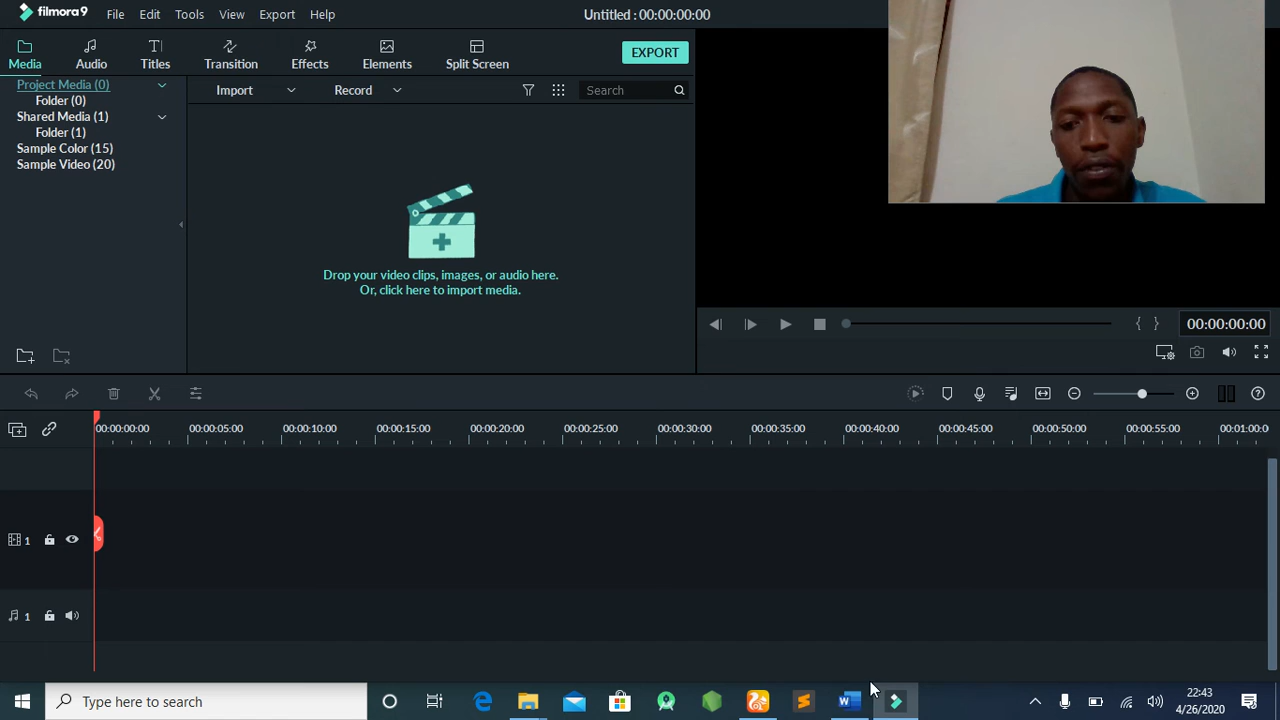 filmora9 File Edit Tools View Export Help Untitled : 00:00:00:00
Media Audio Titles Transition Effects Elements Split Screen EXPORT
Project Media (0)
Folder (0)
Shared Media (1)
Folder (1)
Sample Color (15)
Sample Video (20)
Import Record Search
Drop your video clips, images, or audio here.
Or, click here to import media.
{ } 00:00:00:00
00:00:00:00 00:00:05:00 00:00:10:00 00:00:15:00 00:00:20:00 00:00:25:00 00:00:30:00 00:00:35:00 00:00:40:00 00:00:45:00 00:00:50:00 00:00:55:00 00:01:00:0
1
1
Type here to search
22:43
4/26/2020